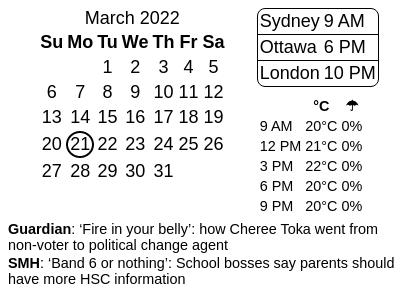 March 2022
Su Mo Tu We Th Fr Sa
1 2 3 4 5
6 7 8 9 10 11 12
13 14 15 16 17 18 19
20 21 22 23 24 25 26
27 28 29 30 31
Sydney 9 AM
Ottawa 6 PM
London 10 PM
°C ☂
9 AM 20°C 0%
12 PM 21°C 0%
3 PM 22°C 0%
6 PM 20°C 0%
9 PM 20°C 0%
Guardian: ‘Fire in your belly’: how Cheree Toka went from
non-voter to political change agent
SMH: ‘Band 6 or nothing’: School bosses say parents should
have more HSC information